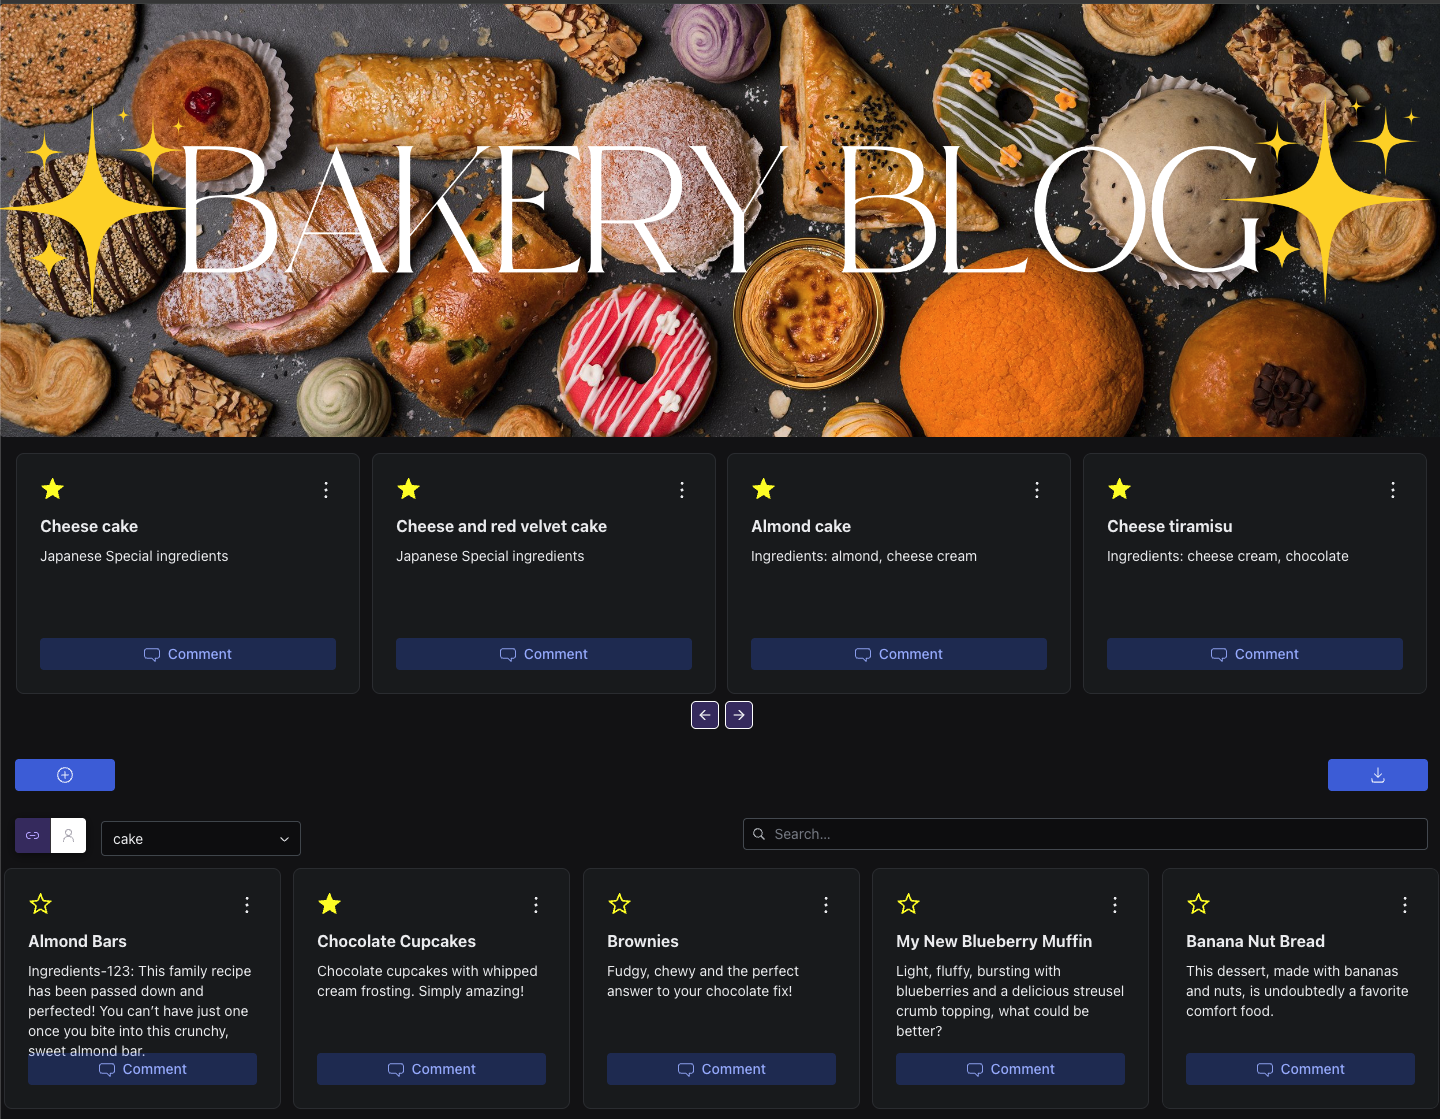 BAKERY BLOG
Cheese cake
Japanese Special ingredients
Comment
Cheese and red velvet cake
Japanese Special ingredients
Comment
Almond cake
Ingredients: almond, cheese cream
Comment
Cheese tiramisu
Ingredients: cheese cream, chocolate
Comment
cake
Search...
Almond Bars
Ingredients-123: This family recipe
has been passed down and
perfected! You can't have just one
once you bite into this crunchy,
sweet almond bar.
Comment
Chocolate Cupcakes
Chocolate cupcakes with whipped
cream frosting. Simply amazing!
Comment
Brownies
Fudgy, chewy and the perfect
answer to your chocolate fix!
Comment
My New Blueberry Muffin
Light, fluffy, bursting with
blueberries and a delicious streusel
crumb topping, what could be
better?
Comment
Banana Nut Bread
This dessert, made with bananas
and nuts, is undoubtedly a favorite
comfort food.
Comment